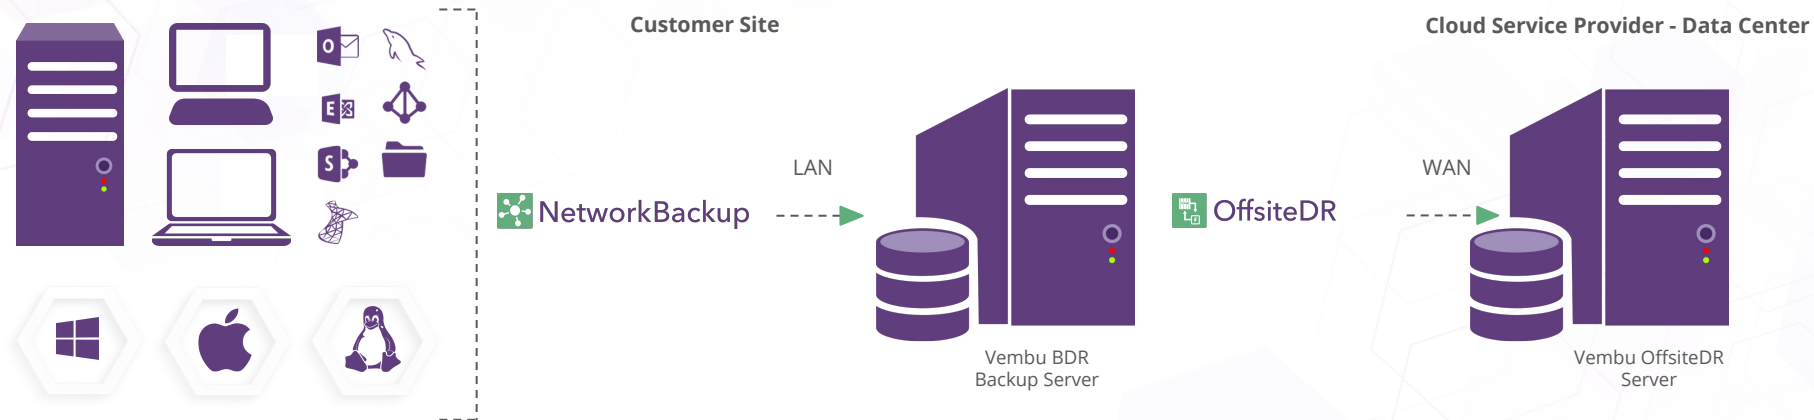 Customer Site
Cloud Service Provider - Data Center
O
E
S
LAN
WAN
NetworkBackup
OffsiteDR
Vembu BDR
Backup Server
Vembu OffsiteDR
Server